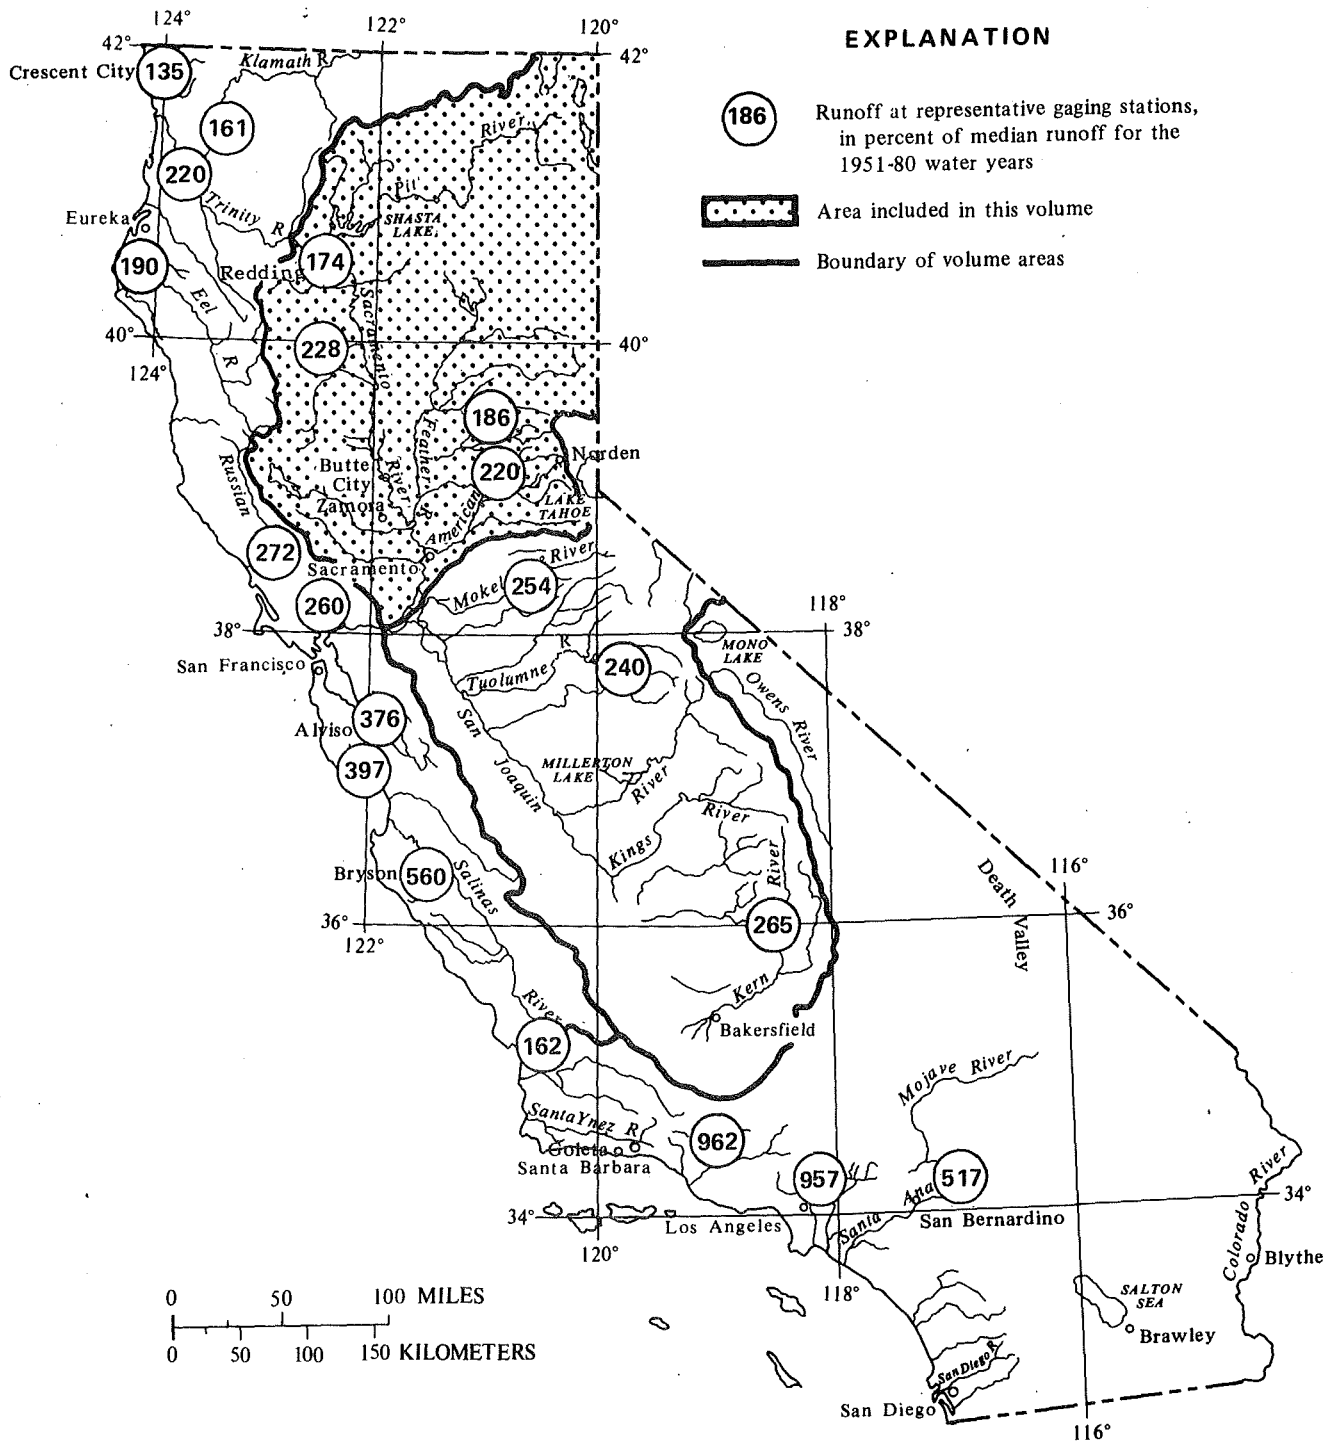 124°
122°
120°
42°
42°
EXPLANATION
Crescent City
135
Klamath R
186
Runoff at representative gaging stations,
in percent of median runoff for the
1951-80 water years
161
River
220
Pit
Trinity R
SHASTA
LAKE
Area included in this volume
Eureka
190
Redding
174
Boundary of volume areas
Eel
R
Sacramento
River
40°
228
40°
124°
186
Feather
R
Russian
Butte
City
220
Norden
Zamora
American
LAKE
TAHOE
272
Sacramento
River
Mokel
254
260
118°
38°
38°
R
MONO
LAKE
San Francisco
Tuolumne
240
Owens River
376
Alviso
San Joaquin
397
MILLERTON
LAKE
River
River
Kings
Bryson
560
Salinas
River
River
116°
Death
Valley
36°
265
36°
122°
Kern
Bakersfield
162
Mojave River
Santa Ynez R
962
Goleta
Santa Barbara
957
517
Santa Ana
River
34°
34°
Los Angeles
San Bernardino
Colorado
120°
Blythe
118°
0 50 100 MILES
SALTON
SEA
Brawley
0 50 100 150 KILOMETERS
San Diego R
San Diego
116°